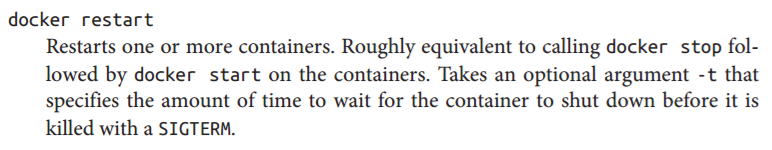 docker restart
Restarts one or more containers. Roughly equivalent to calling docker stop fol-
lowed by docker start on the containers. Takes an optional argument -t that
specifies the amount of time to wait for the container to shut down before it is
killed with a SIGTERM.